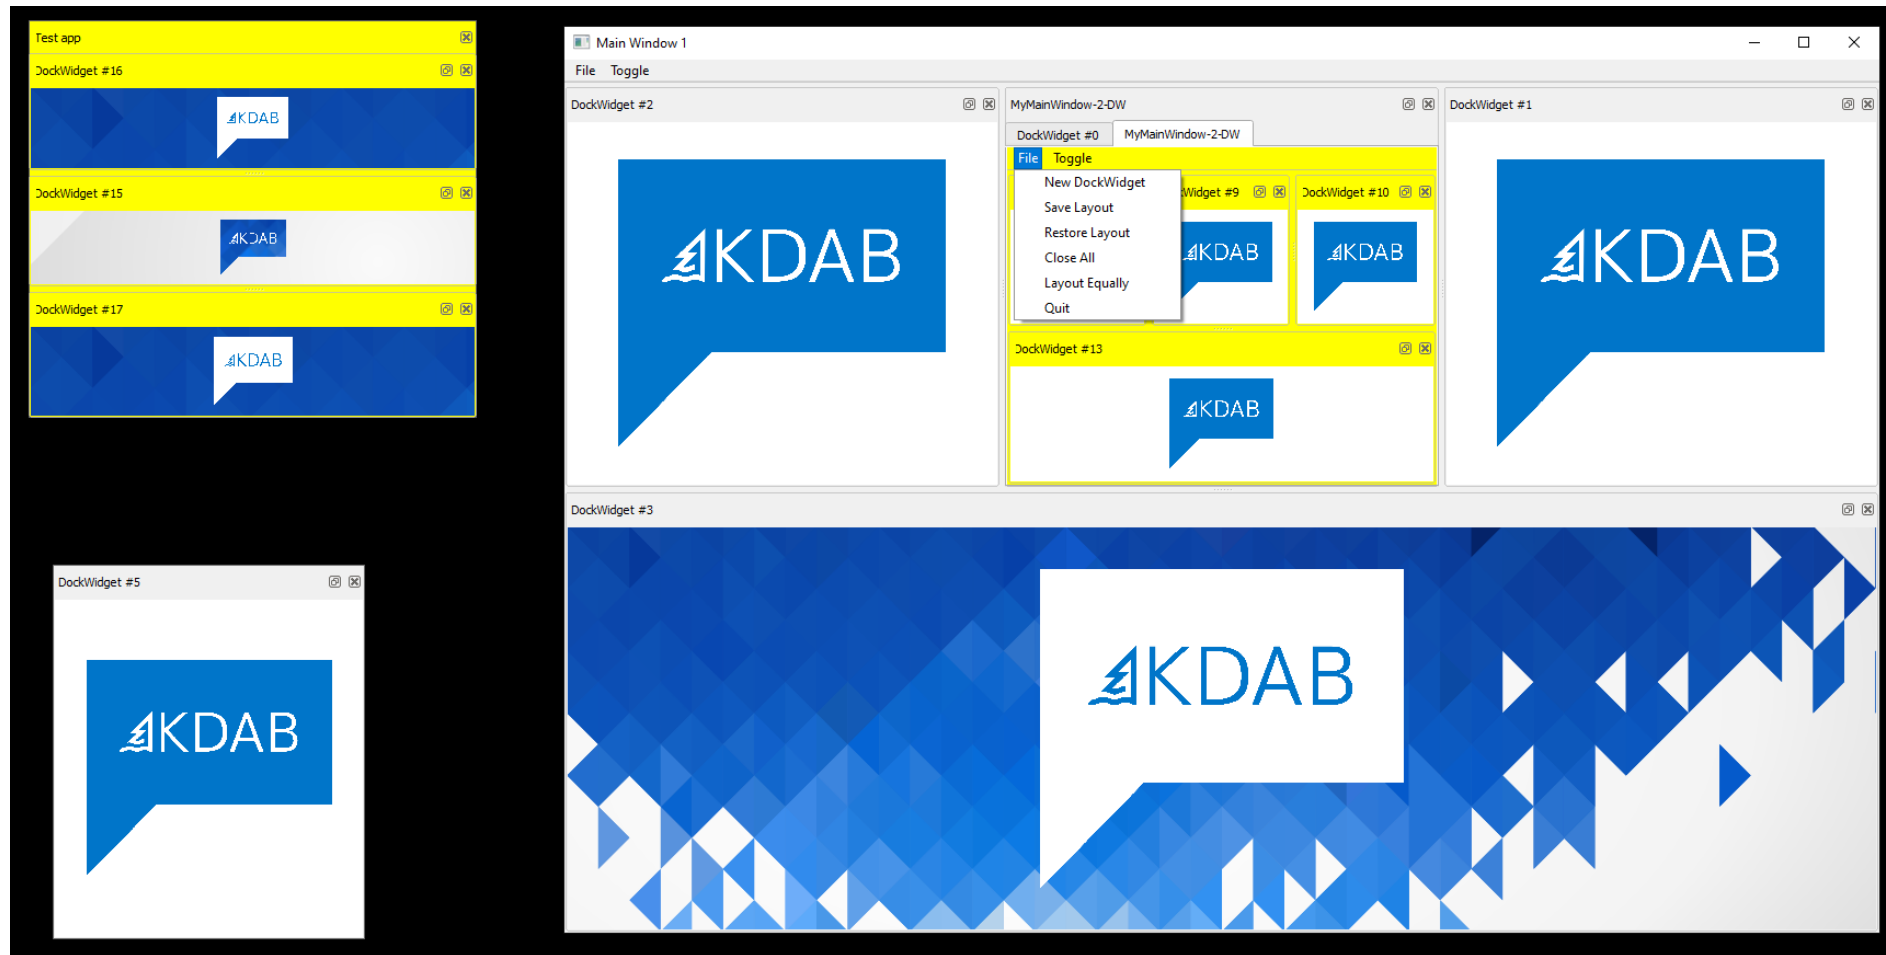 Test app
DockWidget #16
KDAB
DockWidget #15
KDAB
DockWidget #17
KDAB
DockWidget #5
KDAB
Main Window 1
File Toggle
DockWidget #2
KDAB
MyMainWindow-2-DW
DockWidget #0 MyMainWindow-2-DW
File Toggle
New DockWidget
Save Layout
Restore Layout
Close All
Layout Equally
Quit
Widget #9
KDAB
DockWidget #10
KDAB
DockWidget #13
KDAB
DockWidget #1
KDAB
DockWidget #3
KDAB